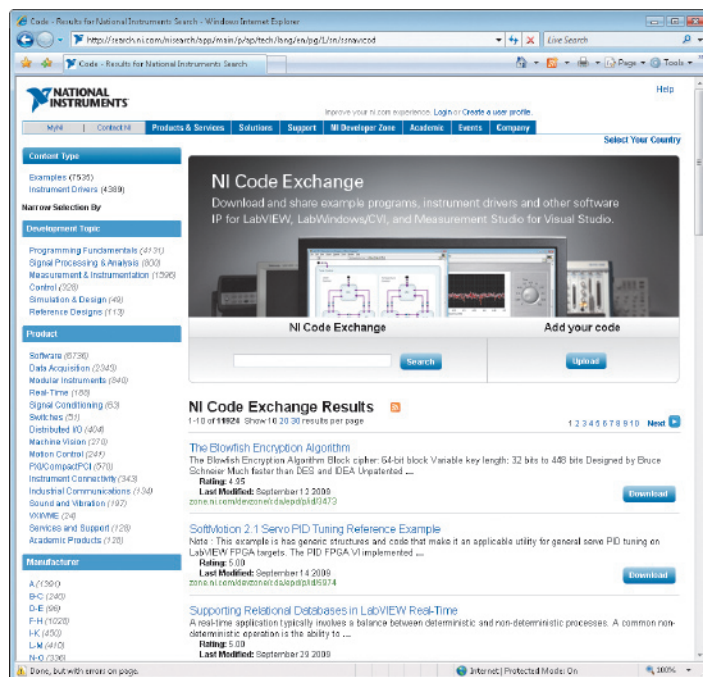 Code - Results for National Instruments Search - Windows Internet Explorer
http://search.ni.com/nisearch/app/main/p/ap/tech/lang/en/pg/1/sn/ssnavcod
Live Search
Code - Results for National Instruments Search
Page
Tools
NATIONAL INSTRUMENTS
Help
Improve your ni.com experience. Login or Create a user profile.
MyNI | Contact NI Products & Services Solutions Support NI Developer Zone Academic Events Company
Select Your Country
Content Type
Examples (7535)
Instrument Drivers (4389)
Narrow Selection By
Development Topic
Programming Fundamentals (4131)
Signal Processing & Analysis
Measurement & Instrumentation (1596)
Control
Simulation & Design
Reference Designs (113)
Product
Software (6736)
Data Acquisition (2345)
Modular Instruments (840)
Real-Time
Signal Conditioning (63)
Switches (51)
Distributed I/O (404)
Machine Vision (270)
Motion Control (241)
PXI/CompactPCI (570)
Instrument Connectivity (343)
Industrial Communications (134)
Sound and Vibration (197)
VXI/VME (24)
Services and Support
Academic Products
Manufacturer
A
B-C
D-E
F-H (1028)
I-K
L-M (410)
N-O (336)
NI Code Exchange
Download and share example programs, instrument drivers and other software
IP for LabVIEW, LabWindows/CVI, and Measurement Studio for Visual Studio.
NI Code Exchange
Search
Add your code
Upload
NI Code Exchange Results
1-10 of 11924 Show 10 20 30 results per page
1 2 3 4 5 6 7 8 9 10 Next
The Blowfish Encryption Algorithm
The Blowfish Encryption Algorithm Block cipher: 64-bit block Variable key length: 32 bits to 448 bits Designed by Bruce
Schneier Much faster than DES and IDEA Unpatented ....
Rating: 4.95
Last Modified: September 12 2009
zone.ni.com/devzone/cda/epd/p/id/3473
Download
SoftMotion 2.1 Servo PID Tuning Reference Example
Note : This example is has generic structures and code that make it an applicable utility for general servo PID tuning on
LabVIEW FPGA targets. The PID FPGA VI implemented ....
Rating: 5.00
Last Modified: September 14 2009
zone.ni.com/devzone/cda/epd/p/id/5974
Download
Supporting Relational Databases in LabVIEW Real-Time
A real-time application typically involves a balance between deterministic and non-deterministic processes. A common non-
deterministic operation is the ability to ....
Rating: 5.00
Last Modified: September 29 2009
Done, but with errors on page.
Internet | Protected Mode: On
100%